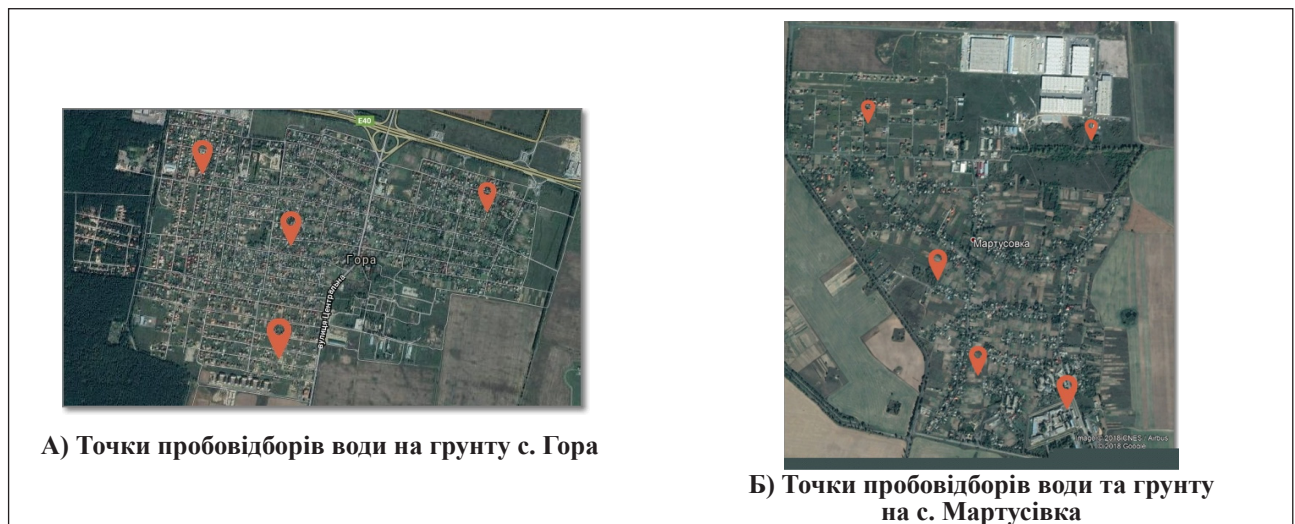 E40
Гора
вулиця Центральна
А) Точки пробовідборів води на грунту с. Гора
Мартусовка
Image © 2018 CNES / Airbus
© 2018 Google
Б) Точки пробовідборів води та грунту
на с. Мартусівка